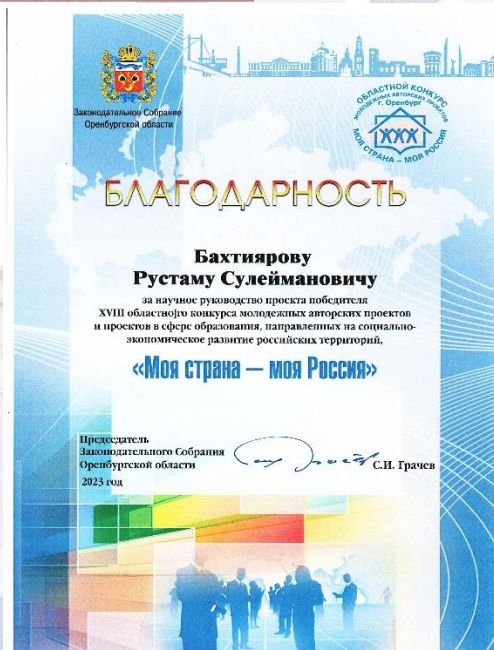 Законодательное Собрание
Оренбургской области
ОБЛАСТНОЙ КОНКУРС
МОЛОДЕЖНЫХ АВТОРСКИХ ПРОЕКТОВ
г. Оренбург
МОЯ СТРАНА – МОЯ РОССИЯ
БЛАГОДАРНОСТЬ
Бахтиярову
Рустаму Сулеймановичу
за научное руководство проекта победителя
XVIII областного конкурса молодежных авторских проектов
и проектов в сфере образования, направленных на социально-
экономическое развитие российских территорий,
«Моя страна — моя Россия»
Председатель
Законодательного Собрания
Оренбургской области
С.И. Грачев
2023 год